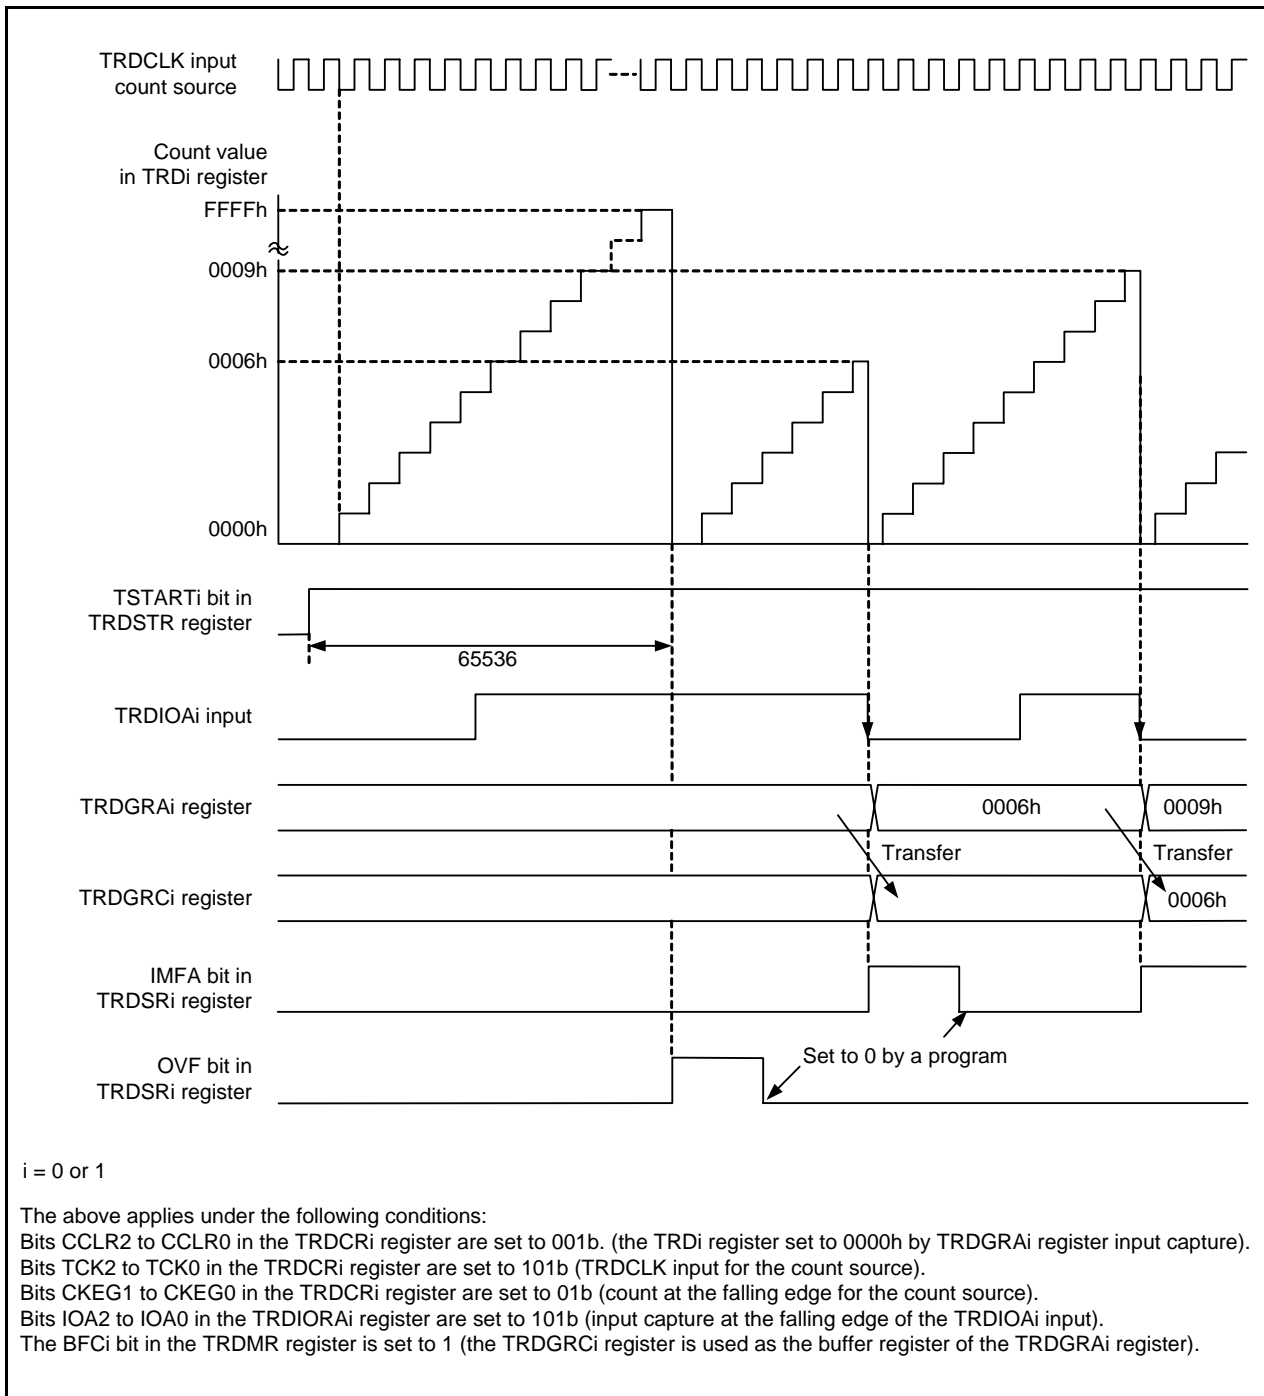 TRDCLK input
count source
Count value
in TRDi register
FFFFh
0009h
0006h
0000h
TSTARTi bit in
TRDSTR register
65536
TRDIOAi input
TRDGRAi register
0006h
0009h
Transfer
Transfer
TRDGRCi register
0006h
IMFA bit in
TRDSRi register
Set to 0 by a program
OVF bit in
TRDSRi register
i = 0 or 1
The above applies under the following conditions:
Bits CCLR2 to CCLR0 in the TRDCRi register are set to 001b. (the TRDi register set to 0000h by TRDGRAi register input capture).
Bits TCK2 to TCK0 in the TRDCRi register are set to 101b (TRDCLK input for the count source).
Bits CKEG1 to CKEG0 in the TRDCRi register are set to 01b (count at the falling edge for the count source).
Bits IOA2 to IOA0 in the TRDIORAi register are set to 101b (input capture at the falling edge of the TRDIOAi input).
The BFCi bit in the TRDMR register is set to 1 (the TRDGRCi register is used as the buffer register of the TRDGRAi register).